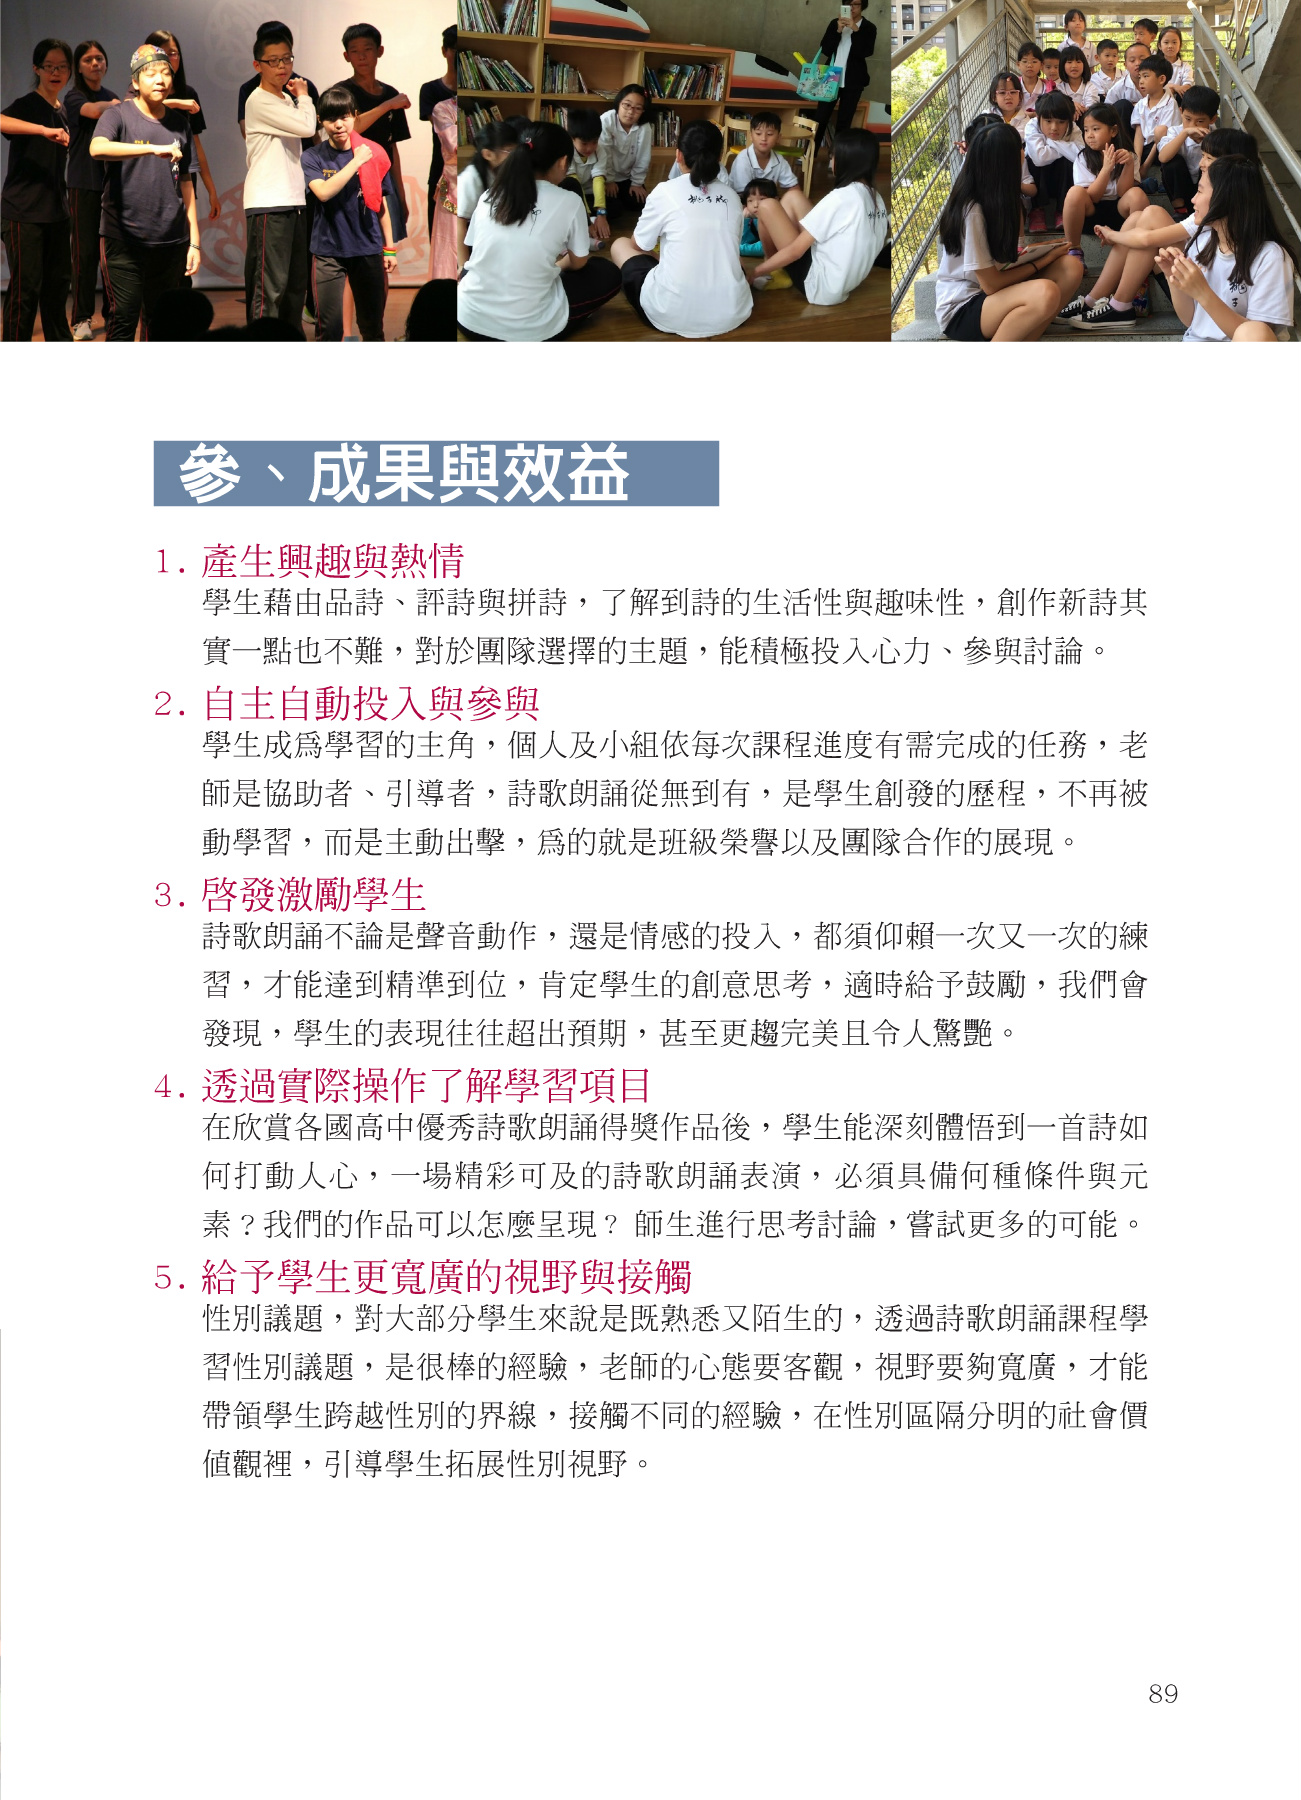 參、成果與效益
1. 產生興趣與熱情
學生藉由品詩、評詩與拼詩，了解到詩的生活性與趣味性，創作新詩其
實一點也不難，對於團隊選擇的主題，能積極投入心力、參與討論。
2. 自主自動投入與參與
學生成為學習的主角，個人及小組依每次課程進度有需完成的任務，老
師是協助者、引導者，詩歌朗誦從無到有，是學生創發的歷程，不再被
動學習，而是主動出擊，為的就是班級榮譽以及團隊合作的展現。
3. 啓發激勵學生
詩歌朗誦不論是聲音動作，還是情感的投入，都須仰賴一次又一次的練
習，才能達到精準到位，肯定學生的創意思考，適時給予鼓勵，我們會
發現，學生的表現往往超出預期，甚至更趨完美且令人驚艷。
4. 透過實際操作了解學習項目
在欣賞各國高中優秀詩歌朗誦得獎作品後，學生能深刻體悟到一首詩如
何打動人心，一場精彩可及的詩歌朗誦表演，必須具備何種條件與元
素？我們的作品可以怎麼呈現？ 師生進行思考討論，嘗試更多的可能。
5. 給予學生更寬廣的視野與接觸
性別議題，對大部分學生來說是既熟悉又陌生的，透過詩歌朗誦課程學
習性別議題，是很棒的經驗，老師的心態要客觀，視野要夠寬廣，才能
帶領學生跨越性別的界線，接觸不同的經驗，在性別區隔分明的社會價
值觀裡，引導學生拓展性別視野。
89